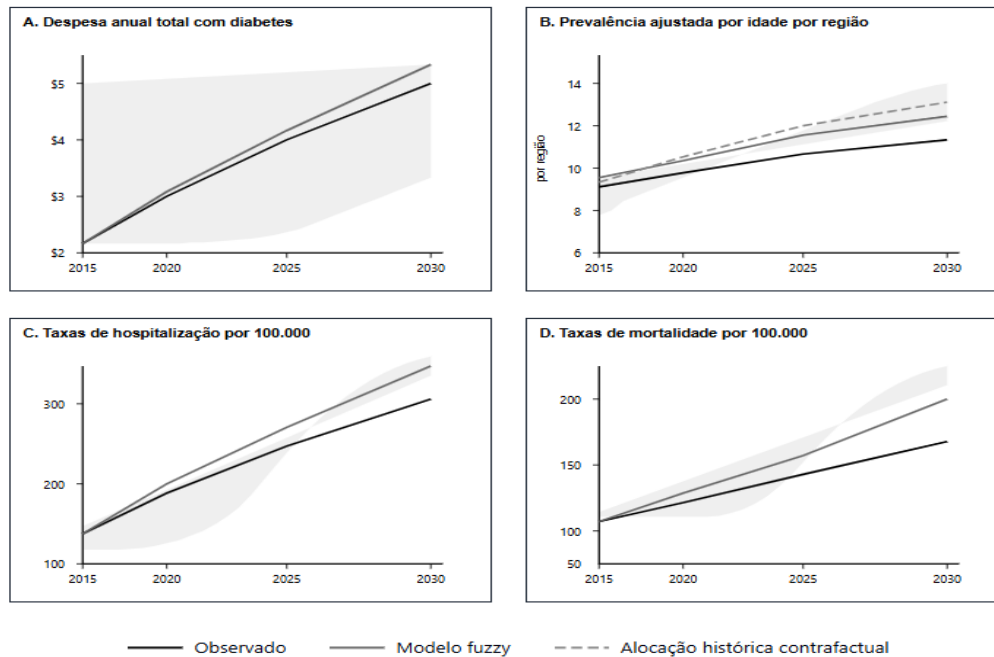 A. Despesa anual total com diabetes
$5
$4
$3
$2
2015 2020 2025 2030
B. Prevalência ajustada por idade por região
por região
14
12
10
8
6
2015 2020 2025 2030
C. Taxas de hospitalização por 100.000
300
200
100
2015 2020 2025 2030
D. Taxas de mortalidade por 100.000
200
150
100
50
2015 2020 2025 2030
Observado Modelo fuzzy Alocação histórica contrafactual